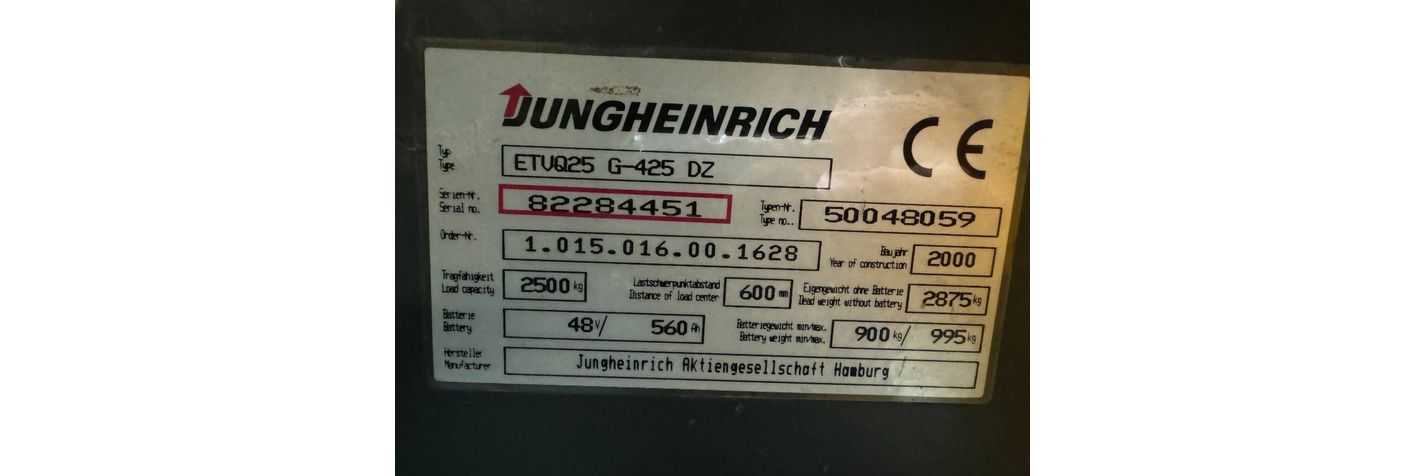 JUNGHEINRICH
CE
Typ
Type
ETVQ25 G-425 DZ
Serien-Nr.
Serial no.
82284451
Typen-Nr.
Type no..
50048059
Order-Nr.
1.015.016.00.1628
Baujahr
Year of construction
2000
Tragfähigkeit
Load capacity
2500 kg
Lastschwerpunktabstand
Distance of load center
600 mm
Eigengewicht ohne Batterie
Dead weight without battery
2875 kg
Batterie
Battery
48 V/ 560 Ah
Batteriegewicht min/max.
Battery weight min/max.
900 kg/ 995 kg
Hersteller
Manufacturer
Jungheinrich Aktiengesellschaft Hamburg